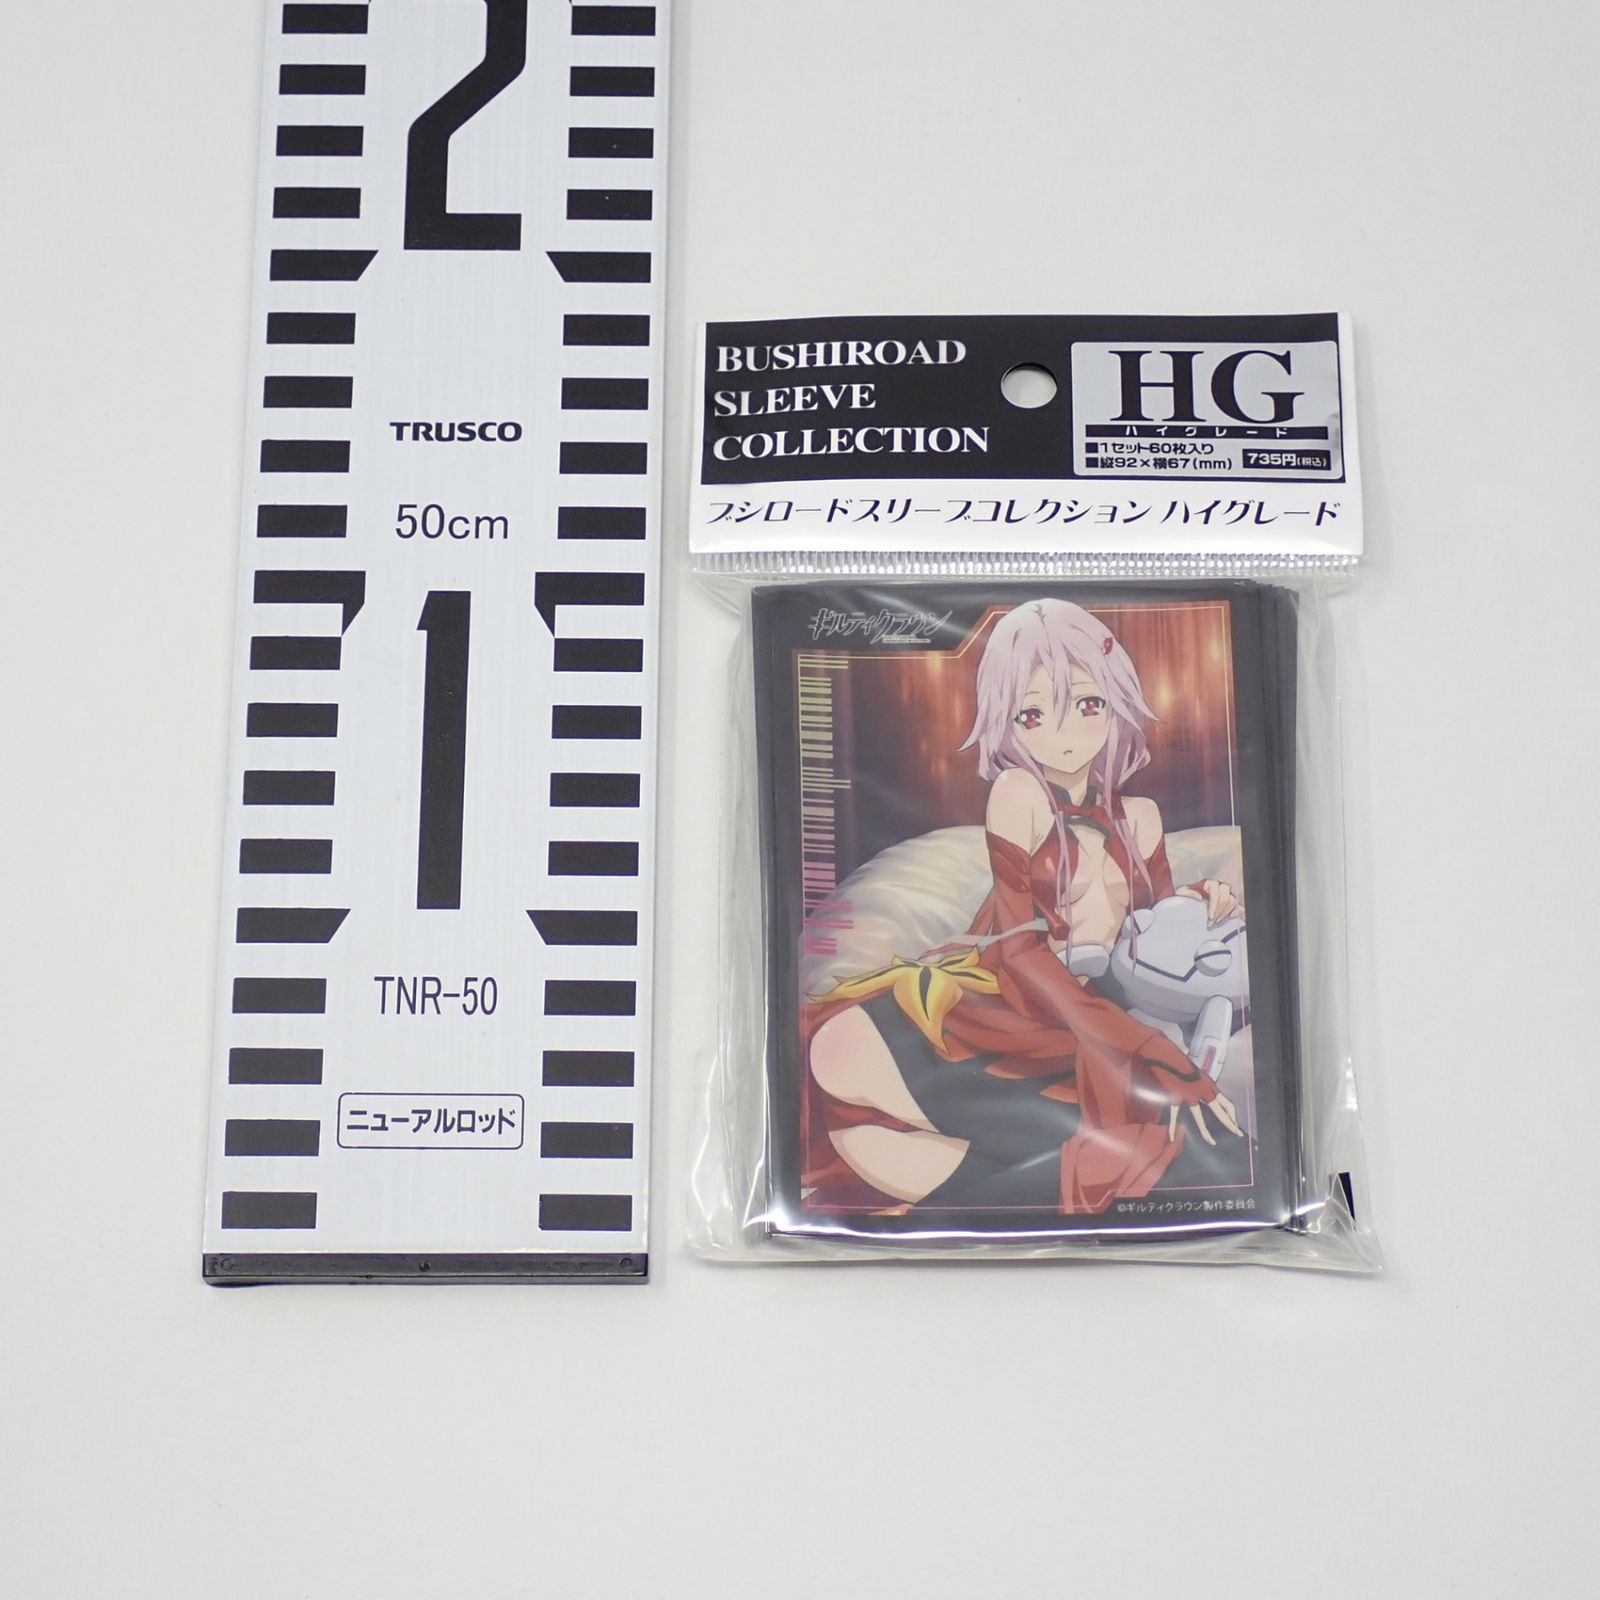 2
TRUSCO
50cm
1
TNR-50
ニューアルロッド
BUSHIROAD
SLEEVE
COLLECTION
HG
ハイグレード
■1セット60枚入り
■縦92×横67(mm)
735円(税込)
ブシロードスリーブコレクション ハイグレード
ギルティクラウン
©ギルティクラウン製作委員会